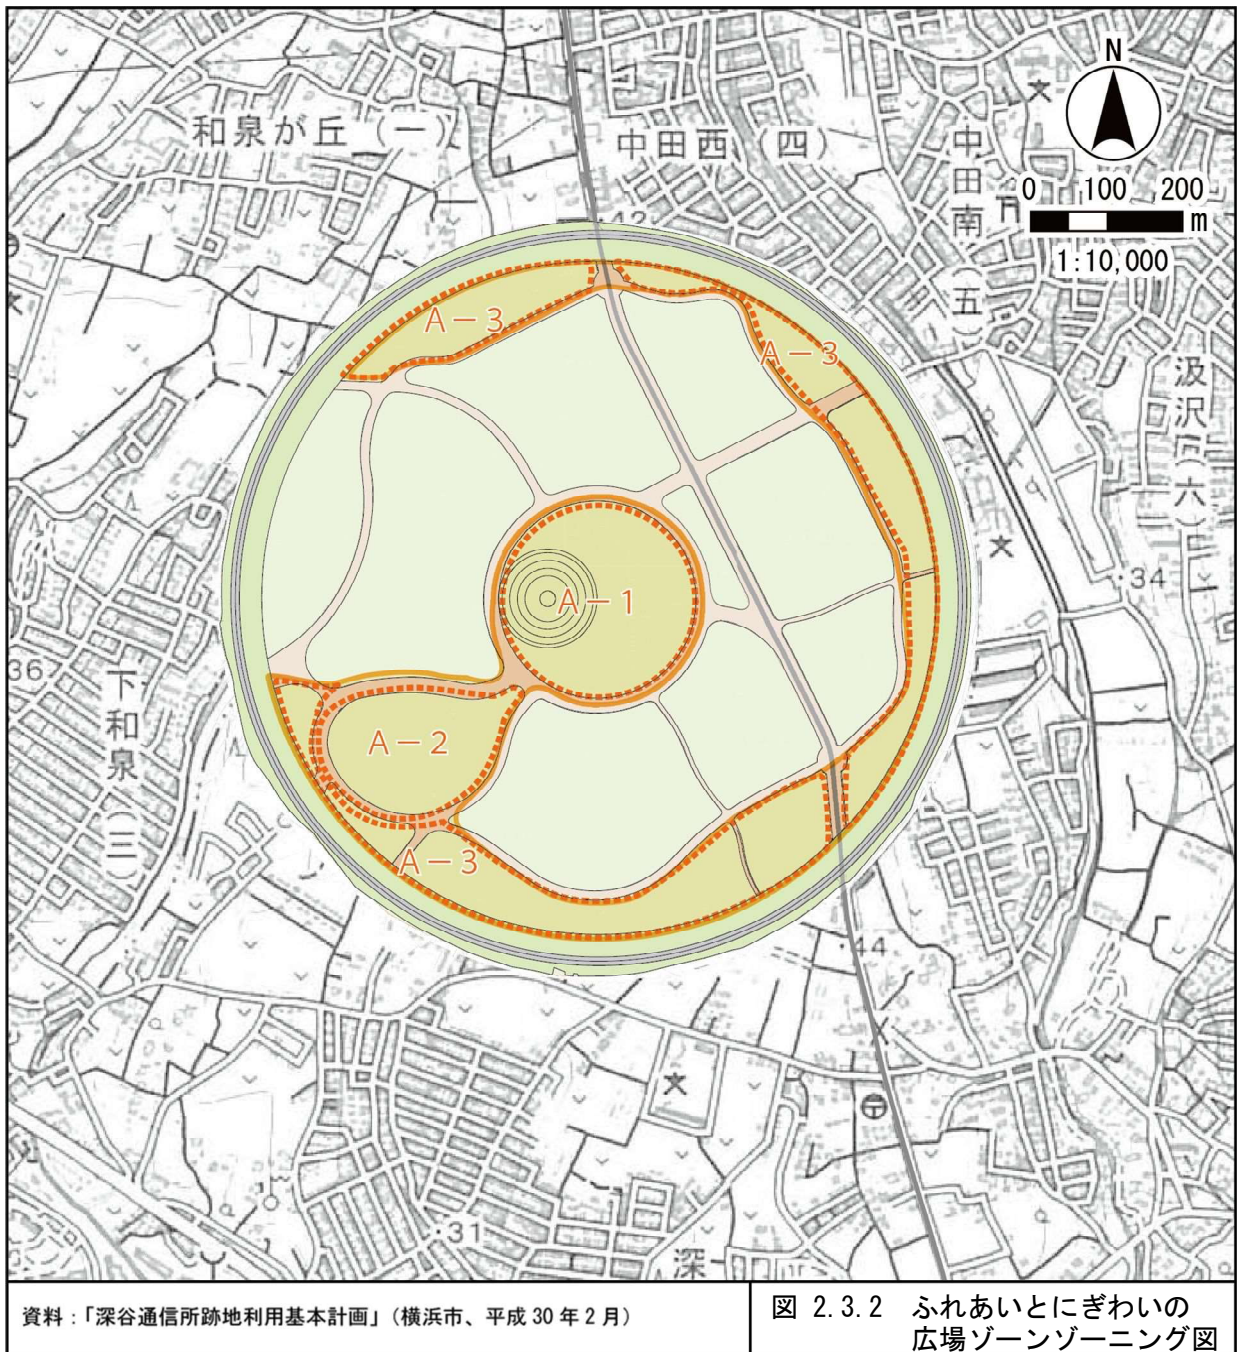 和泉が丘（一）
中田西（四）
中田南（五）
N
0 100 200
m
1:10,000
42
A－3
A－3
汲沢（六）
A－1
34
36
下和泉（三）
A－2
A－3
44
31
深
資料：「深谷通信所跡地利用基本計画」（横浜市、平成30年2月）
図 2.3.2 ふれあいとにぎわいの
広場ゾーンゾーニング図